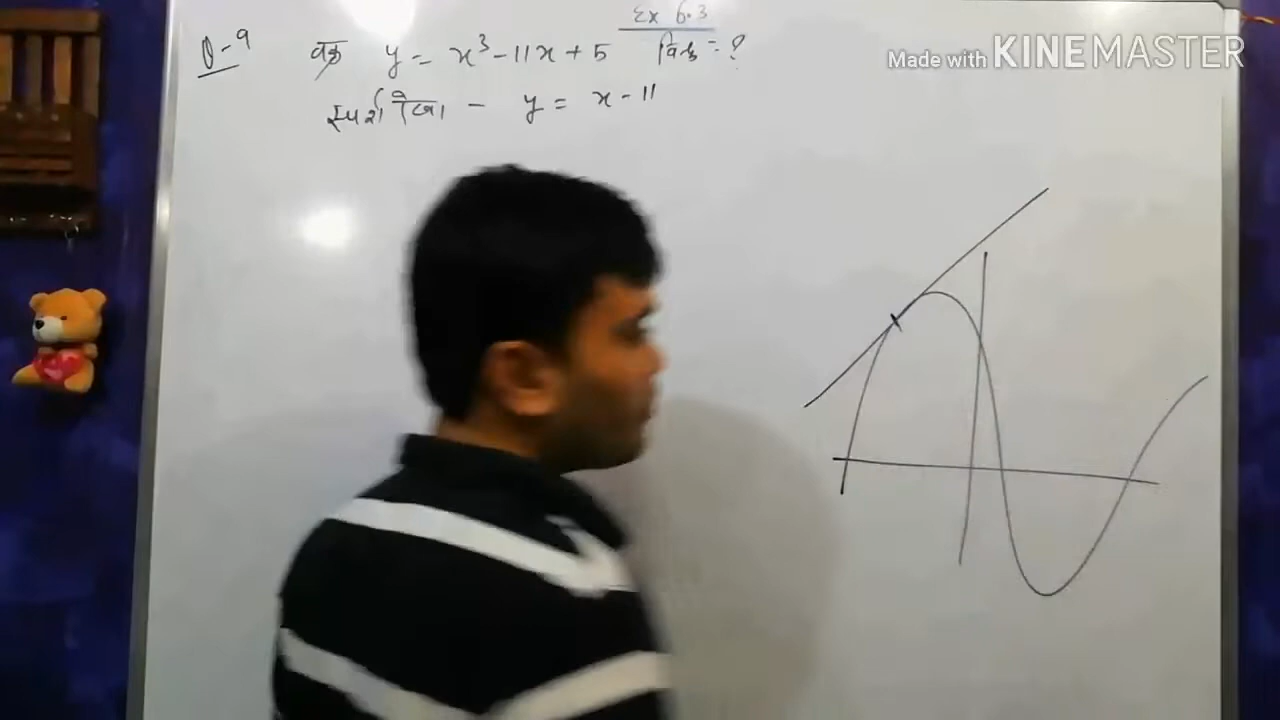 Ex 6.3
Q-9 वक्र y = x³ - 11x + 5 बिन्दु = ?
स्पर्श रेखा - y = x - 11
Made with KINEMASTER